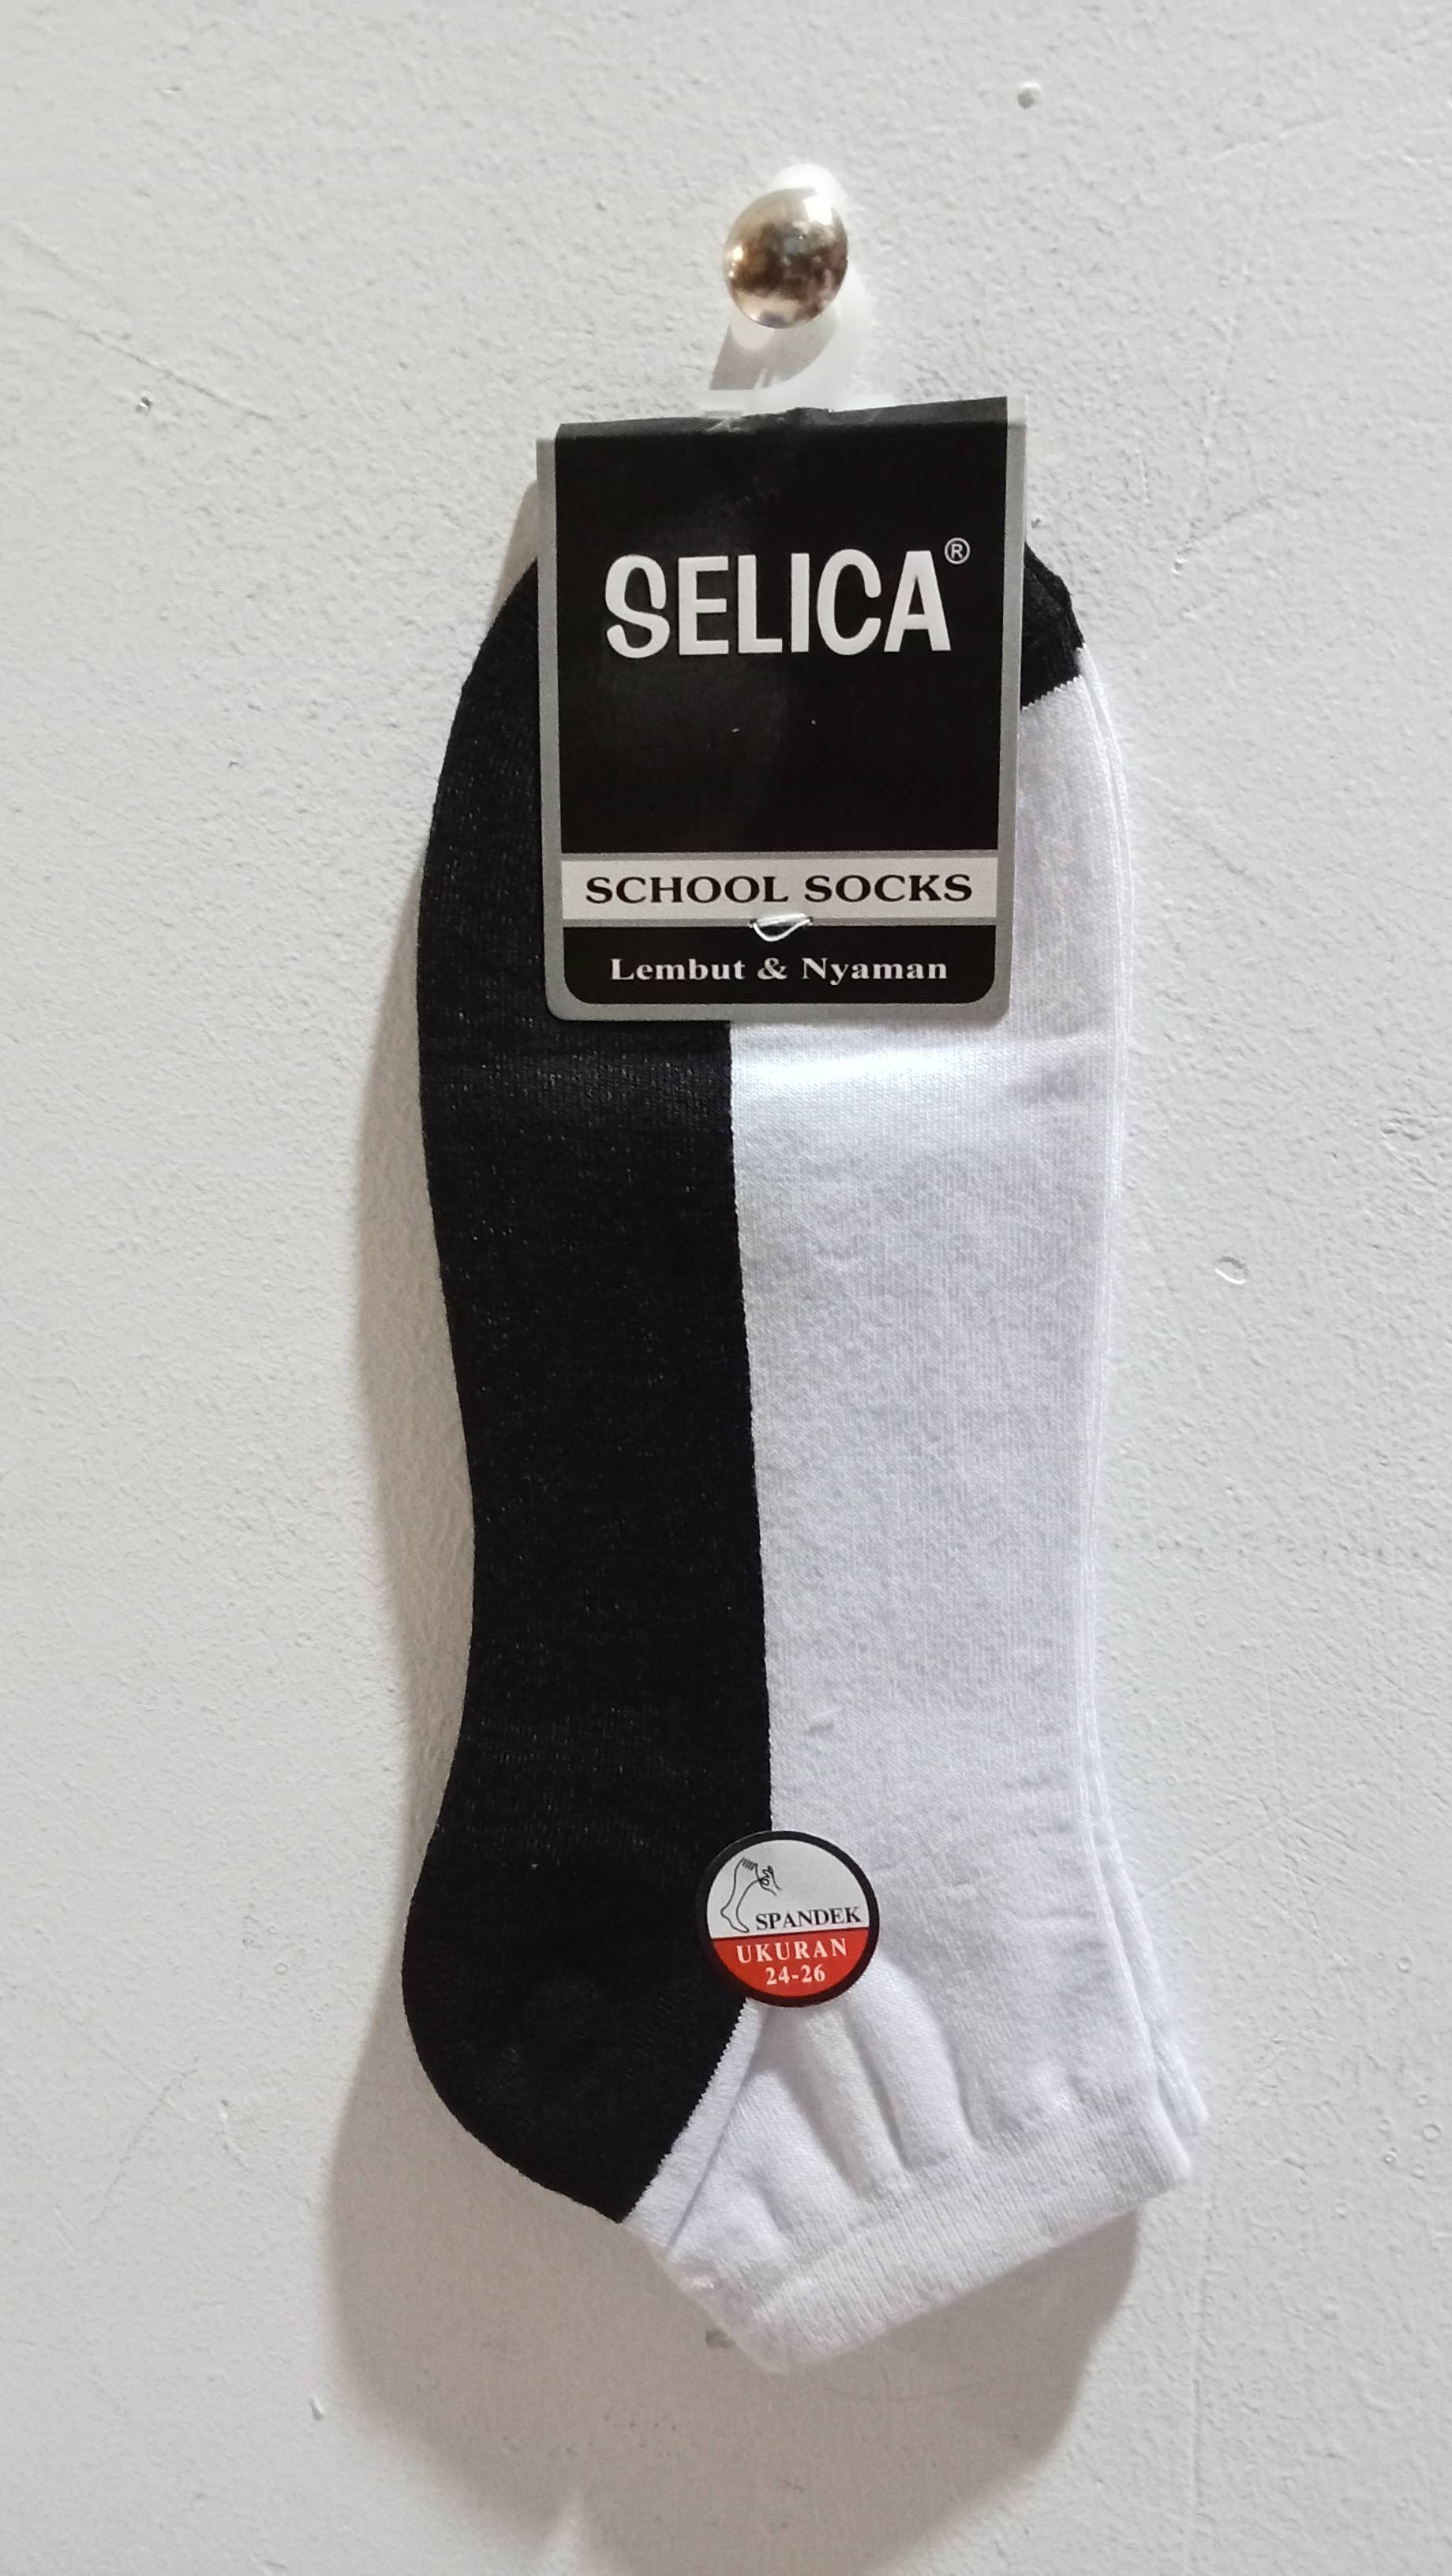 SELICA®
SCHOOL SOCKS
Lembut & Nyaman
SPANDEK
UKURAN
24-26